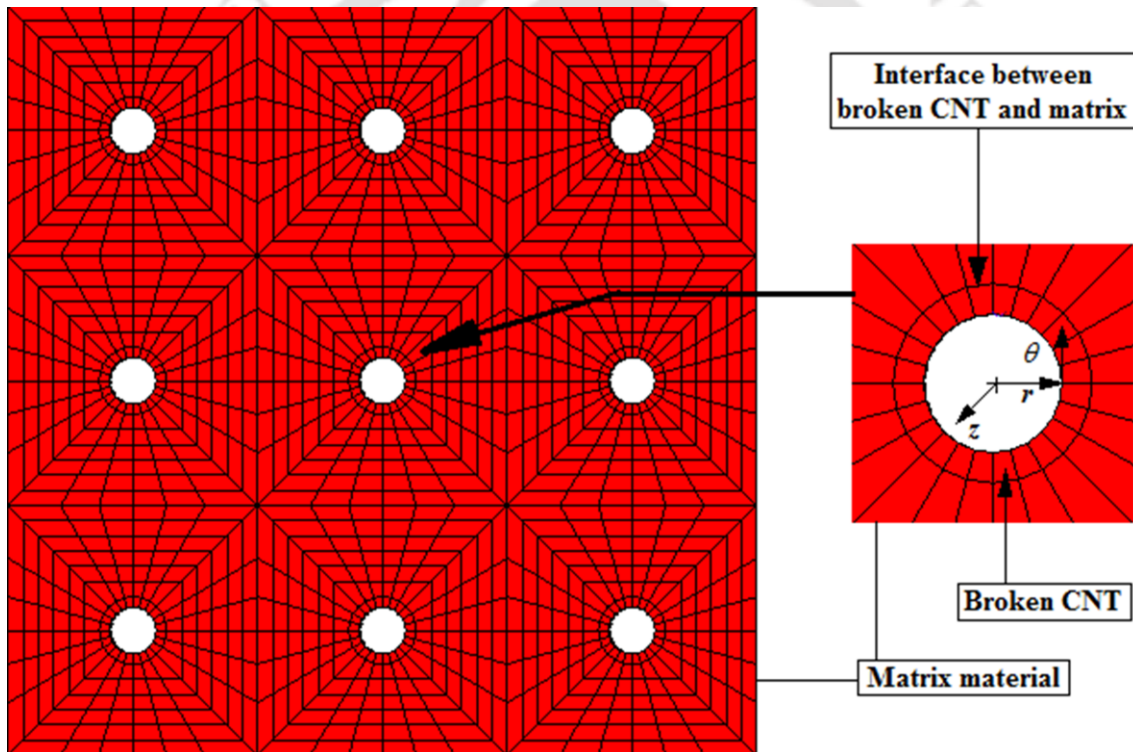 Interface between
broken CNT and matrix
θ
r
z
Broken CNT
Matrix material